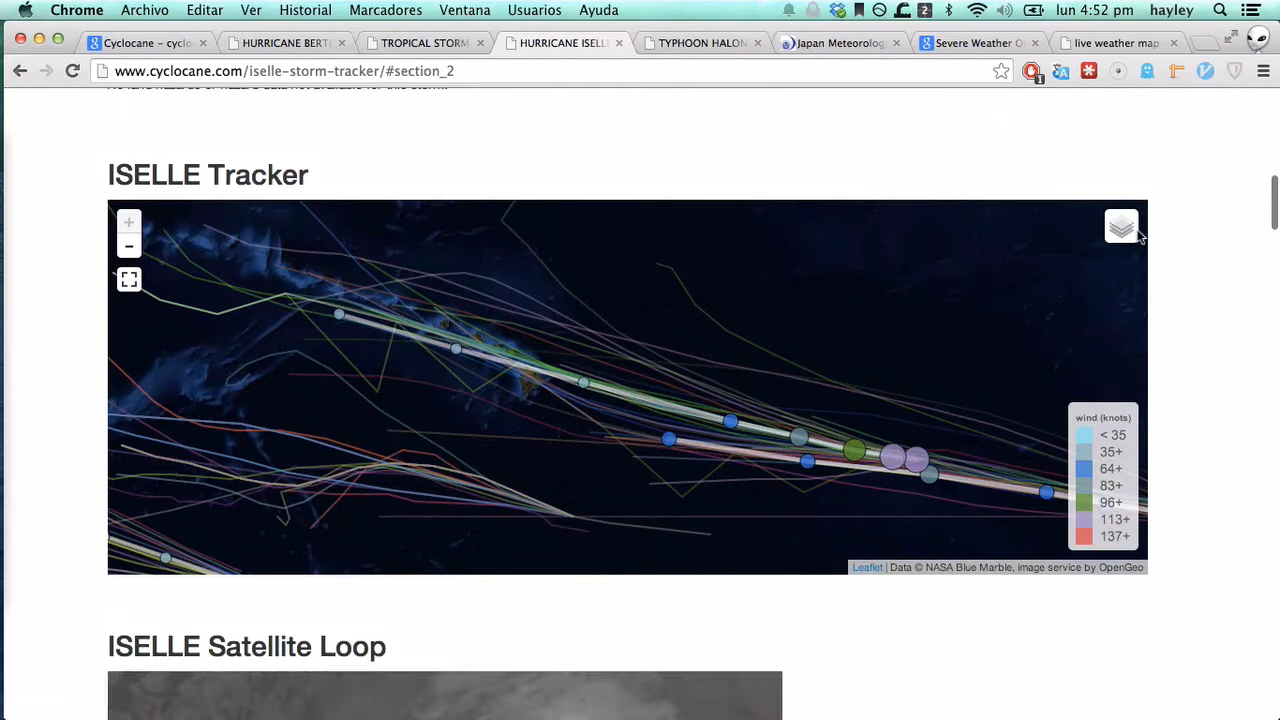 Chrome Archivo Editar Ver Historial Marcadores Ventana Usuarios Ayuda 2 lun 4:52 pm hayley
Cyclocane – cyclo HURRICANE BERT TROPICAL STORM HURRICANE ISELLE TYPHOON HALON Japan Meteorolog Severe Weather O live weather map
www.cyclocane.com/iselle-storm-tracker/#section_2
1
ISELLE Tracker
+
-
wind (knots)
< 35
35+
64+
83+
96+
113+
137+
Leaflet | Data © NASA Blue Marble, image service by OpenGeo
ISELLE Satellite Loop